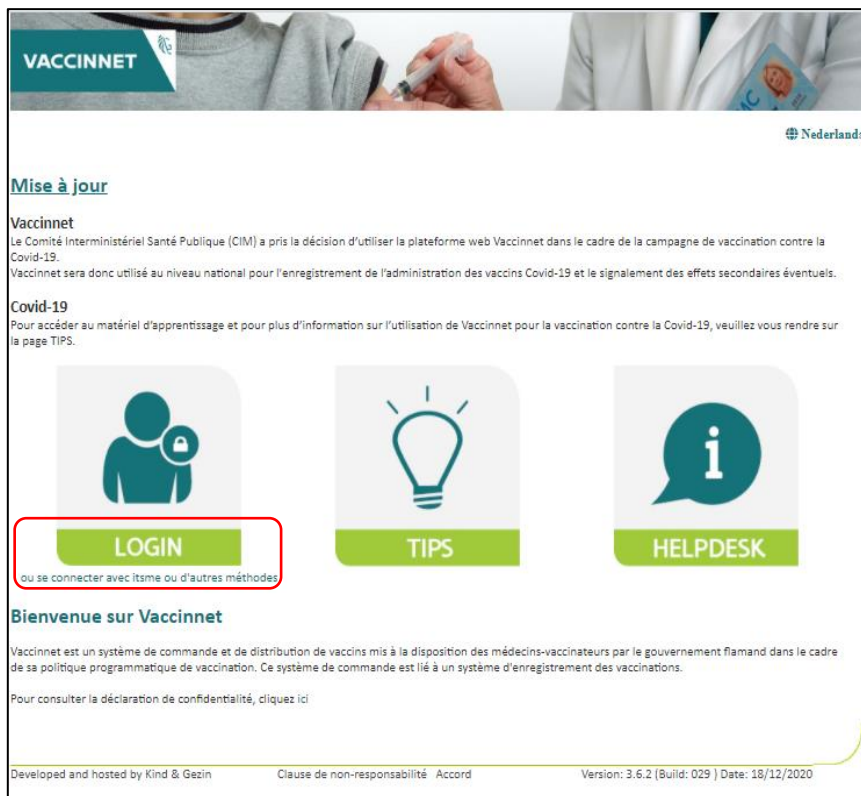 VACCINNET
Nederlands
Mise à jour
Vaccinnet
Le Comité Interministériel Santé Publique (CIM) a pris la décision d'utiliser la plateforme web Vaccinnet dans le cadre de la campagne de vaccination contre la
Covid-19.
Vaccinnet sera donc utilisé au niveau national pour l'enregistrement de l'administration des vaccins Covid-19 et le signalement des effets secondaires éventuels.
Covid-19
Pour accéder au matériel d'apprentissage et pour plus d'information sur l'utilisation de Vaccinnet pour la vaccination contre la Covid-19, veuillez vous rendre sur
la page TIPS.
LOGIN
TIPS
HELPDESK
ou se connecter avec itsme ou d'autres méthodes
Bienvenue sur Vaccinnet
Vaccinnet est un système de commande et de distribution de vaccins mis à la disposition des médecins-vaccinateurs par le gouvernement flamand dans le cadre
de sa politique programmatique de vaccination. Ce système de commande est lié à un système d'enregistrement des vaccinations.
Pour consulter la déclaration de confidentialité, cliquez ici
Developed and hosted by Kind & Gezin Clause de non-responsabilité Accord Version: 3.6.2 (Build: 029 ) Date: 18/12/2020